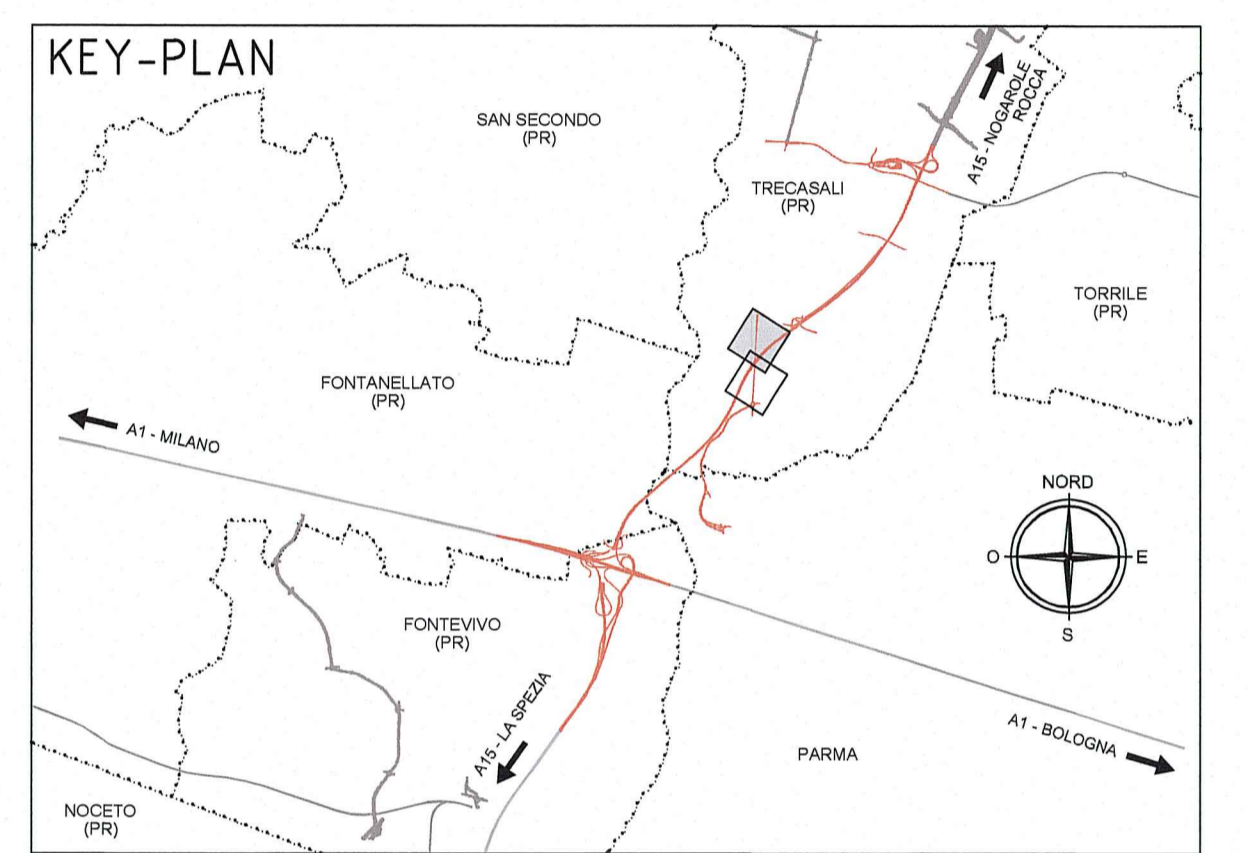 KEY-PLAN
SAN SECONDO
(PR)
A15 - NOGAROLE
ROCCA
TRECASALI
(PR)
TORRILE
(PR)
FONTANELLATO
(PR)
A1 - MILANO
NORD
O
E
S
FONTEVIVO
(PR)
A15 - LA SPEZIA
A1 - BOLOGNA
PARMA
NOCETO
(PR)